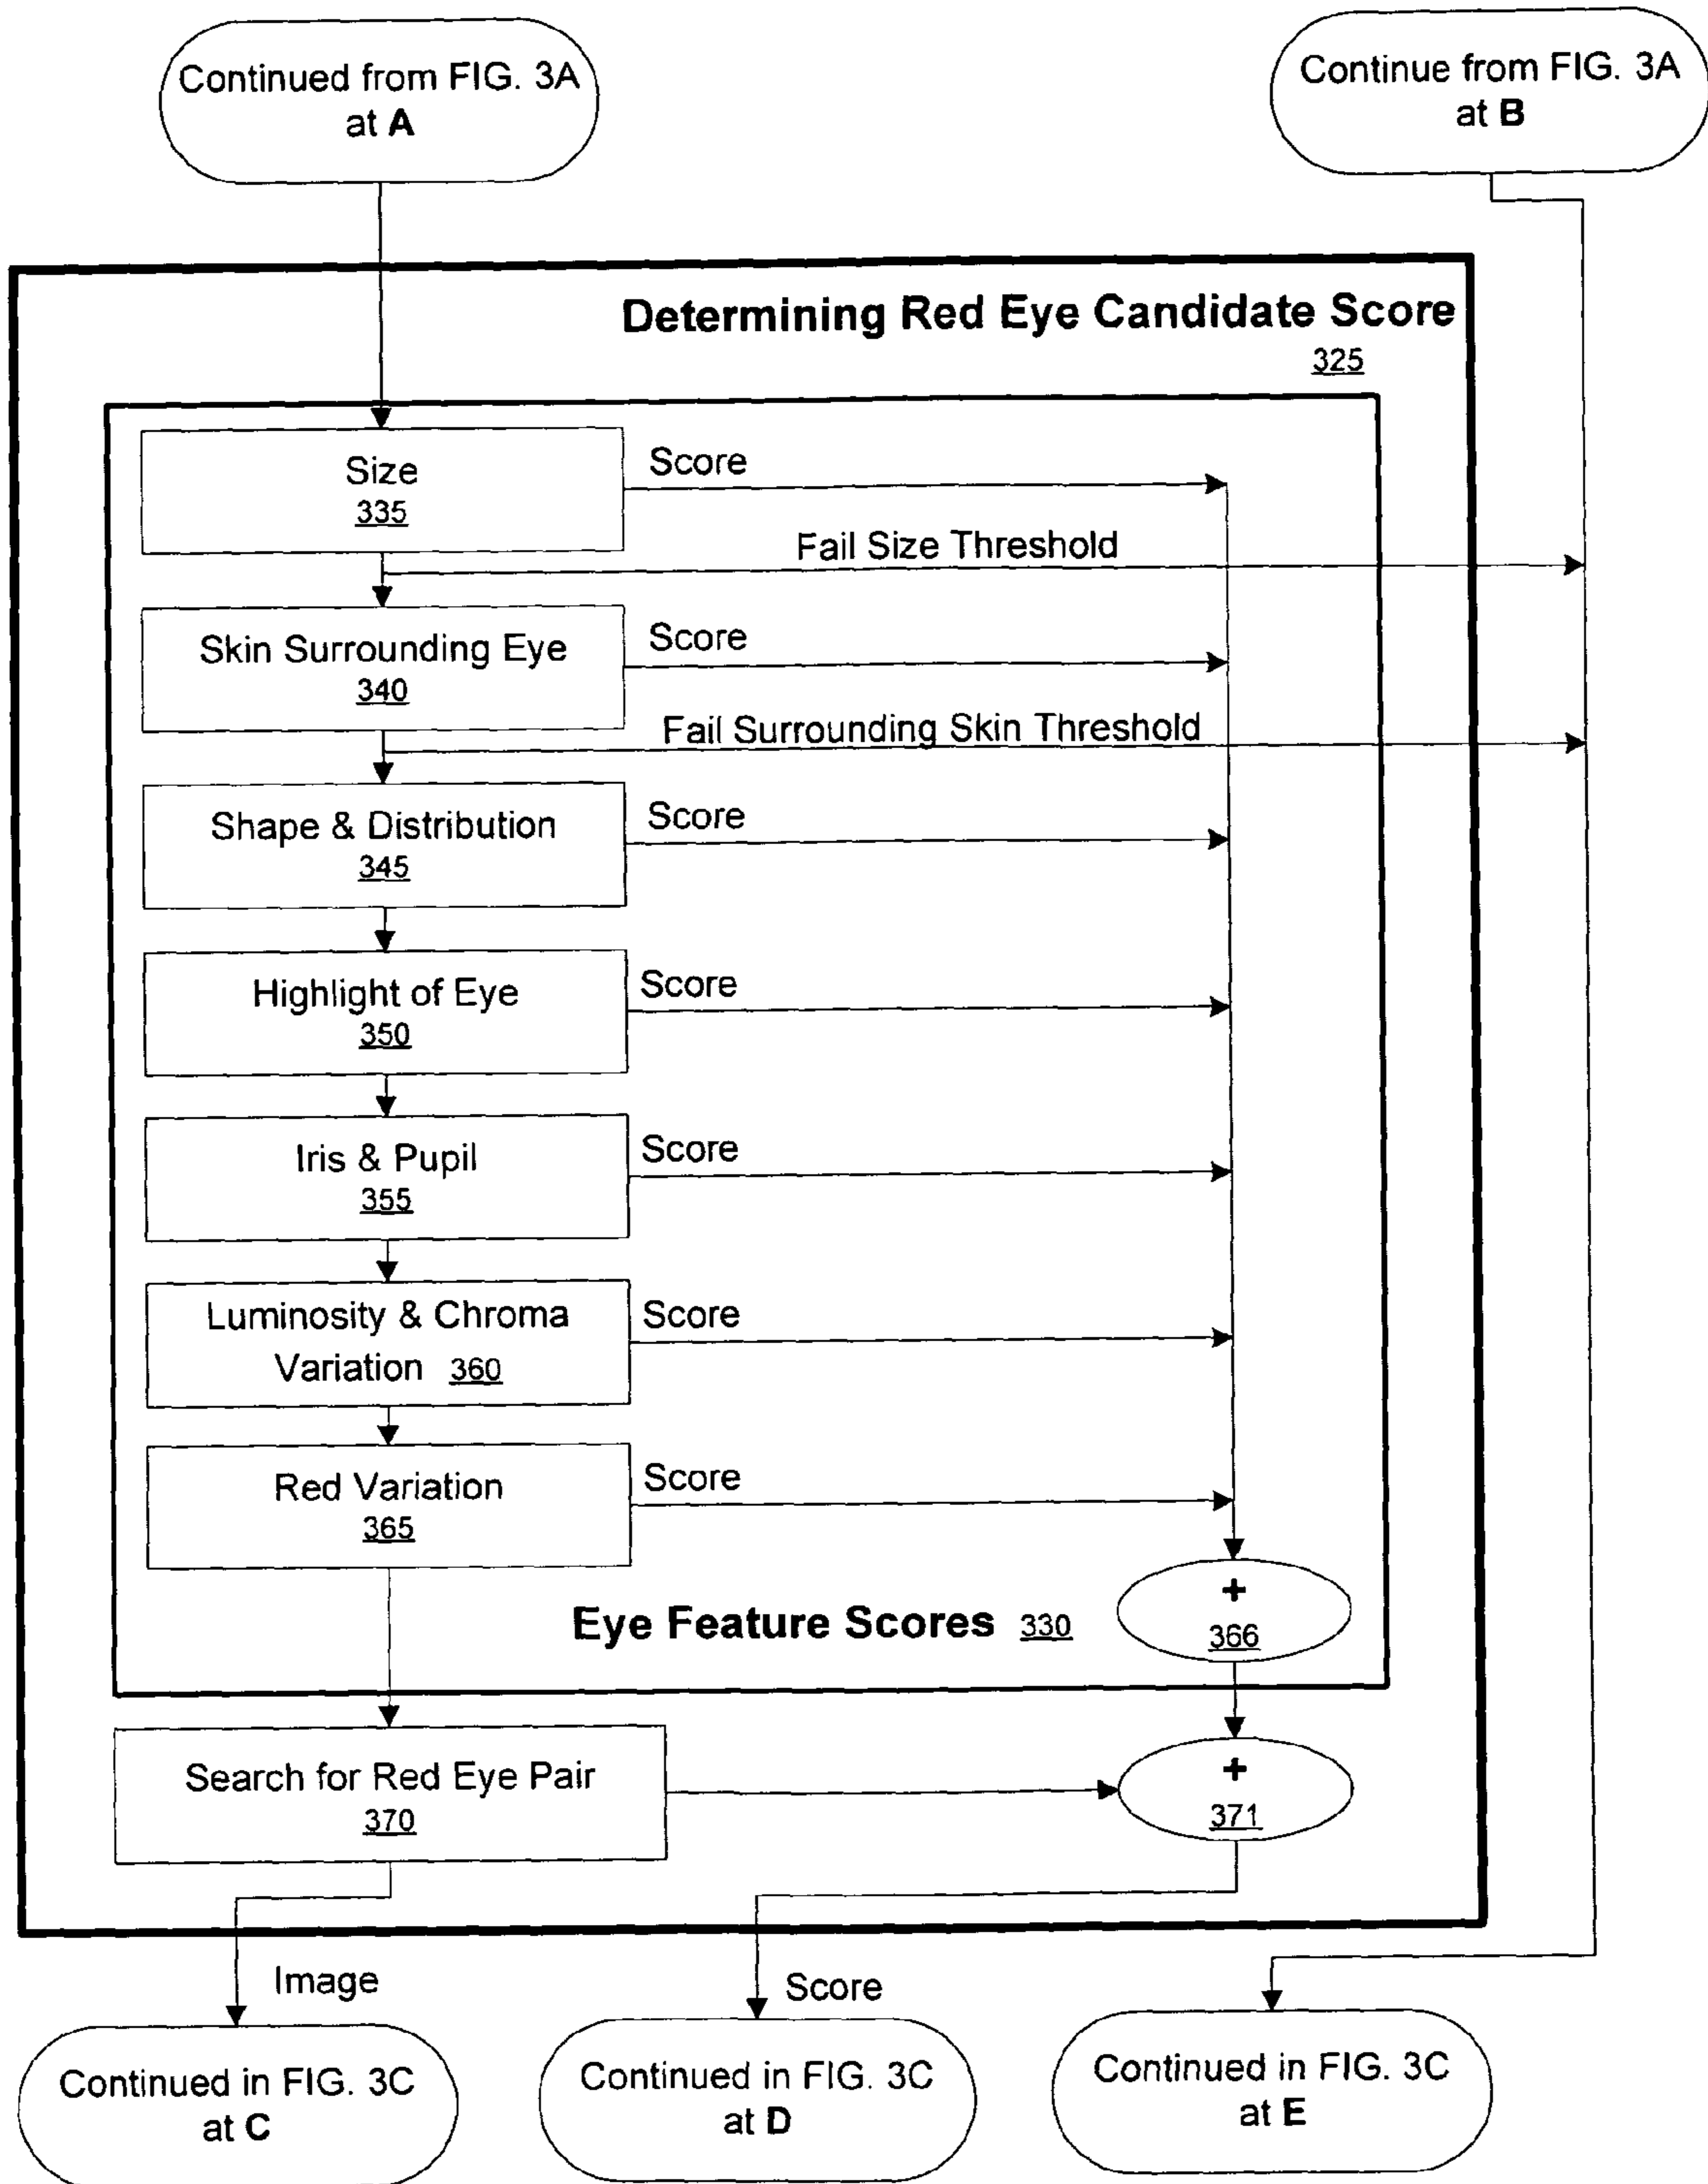 Continued from FIG. 3A
at A
Continue from FIG. 3A
at B
Determining Red Eye Candidate Score
325
Size
335
Score
Fail Size Threshold
Skin Surrounding Eye
340
Score
Fail Surrounding Skin Threshold
Shape & Distribution
345
Score
Highlight of Eye
350
Score
Iris & Pupil
355
Score
Luminosity & Chroma
Variation 360
Score
Red Variation
365
Score
Eye Feature Scores 330
+
366
Search for Red Eye Pair
370
+
371
Image
Score
Continued in FIG. 3C
at C
Continued in FIG. 3C
at D
Continued in FIG. 3C
at E